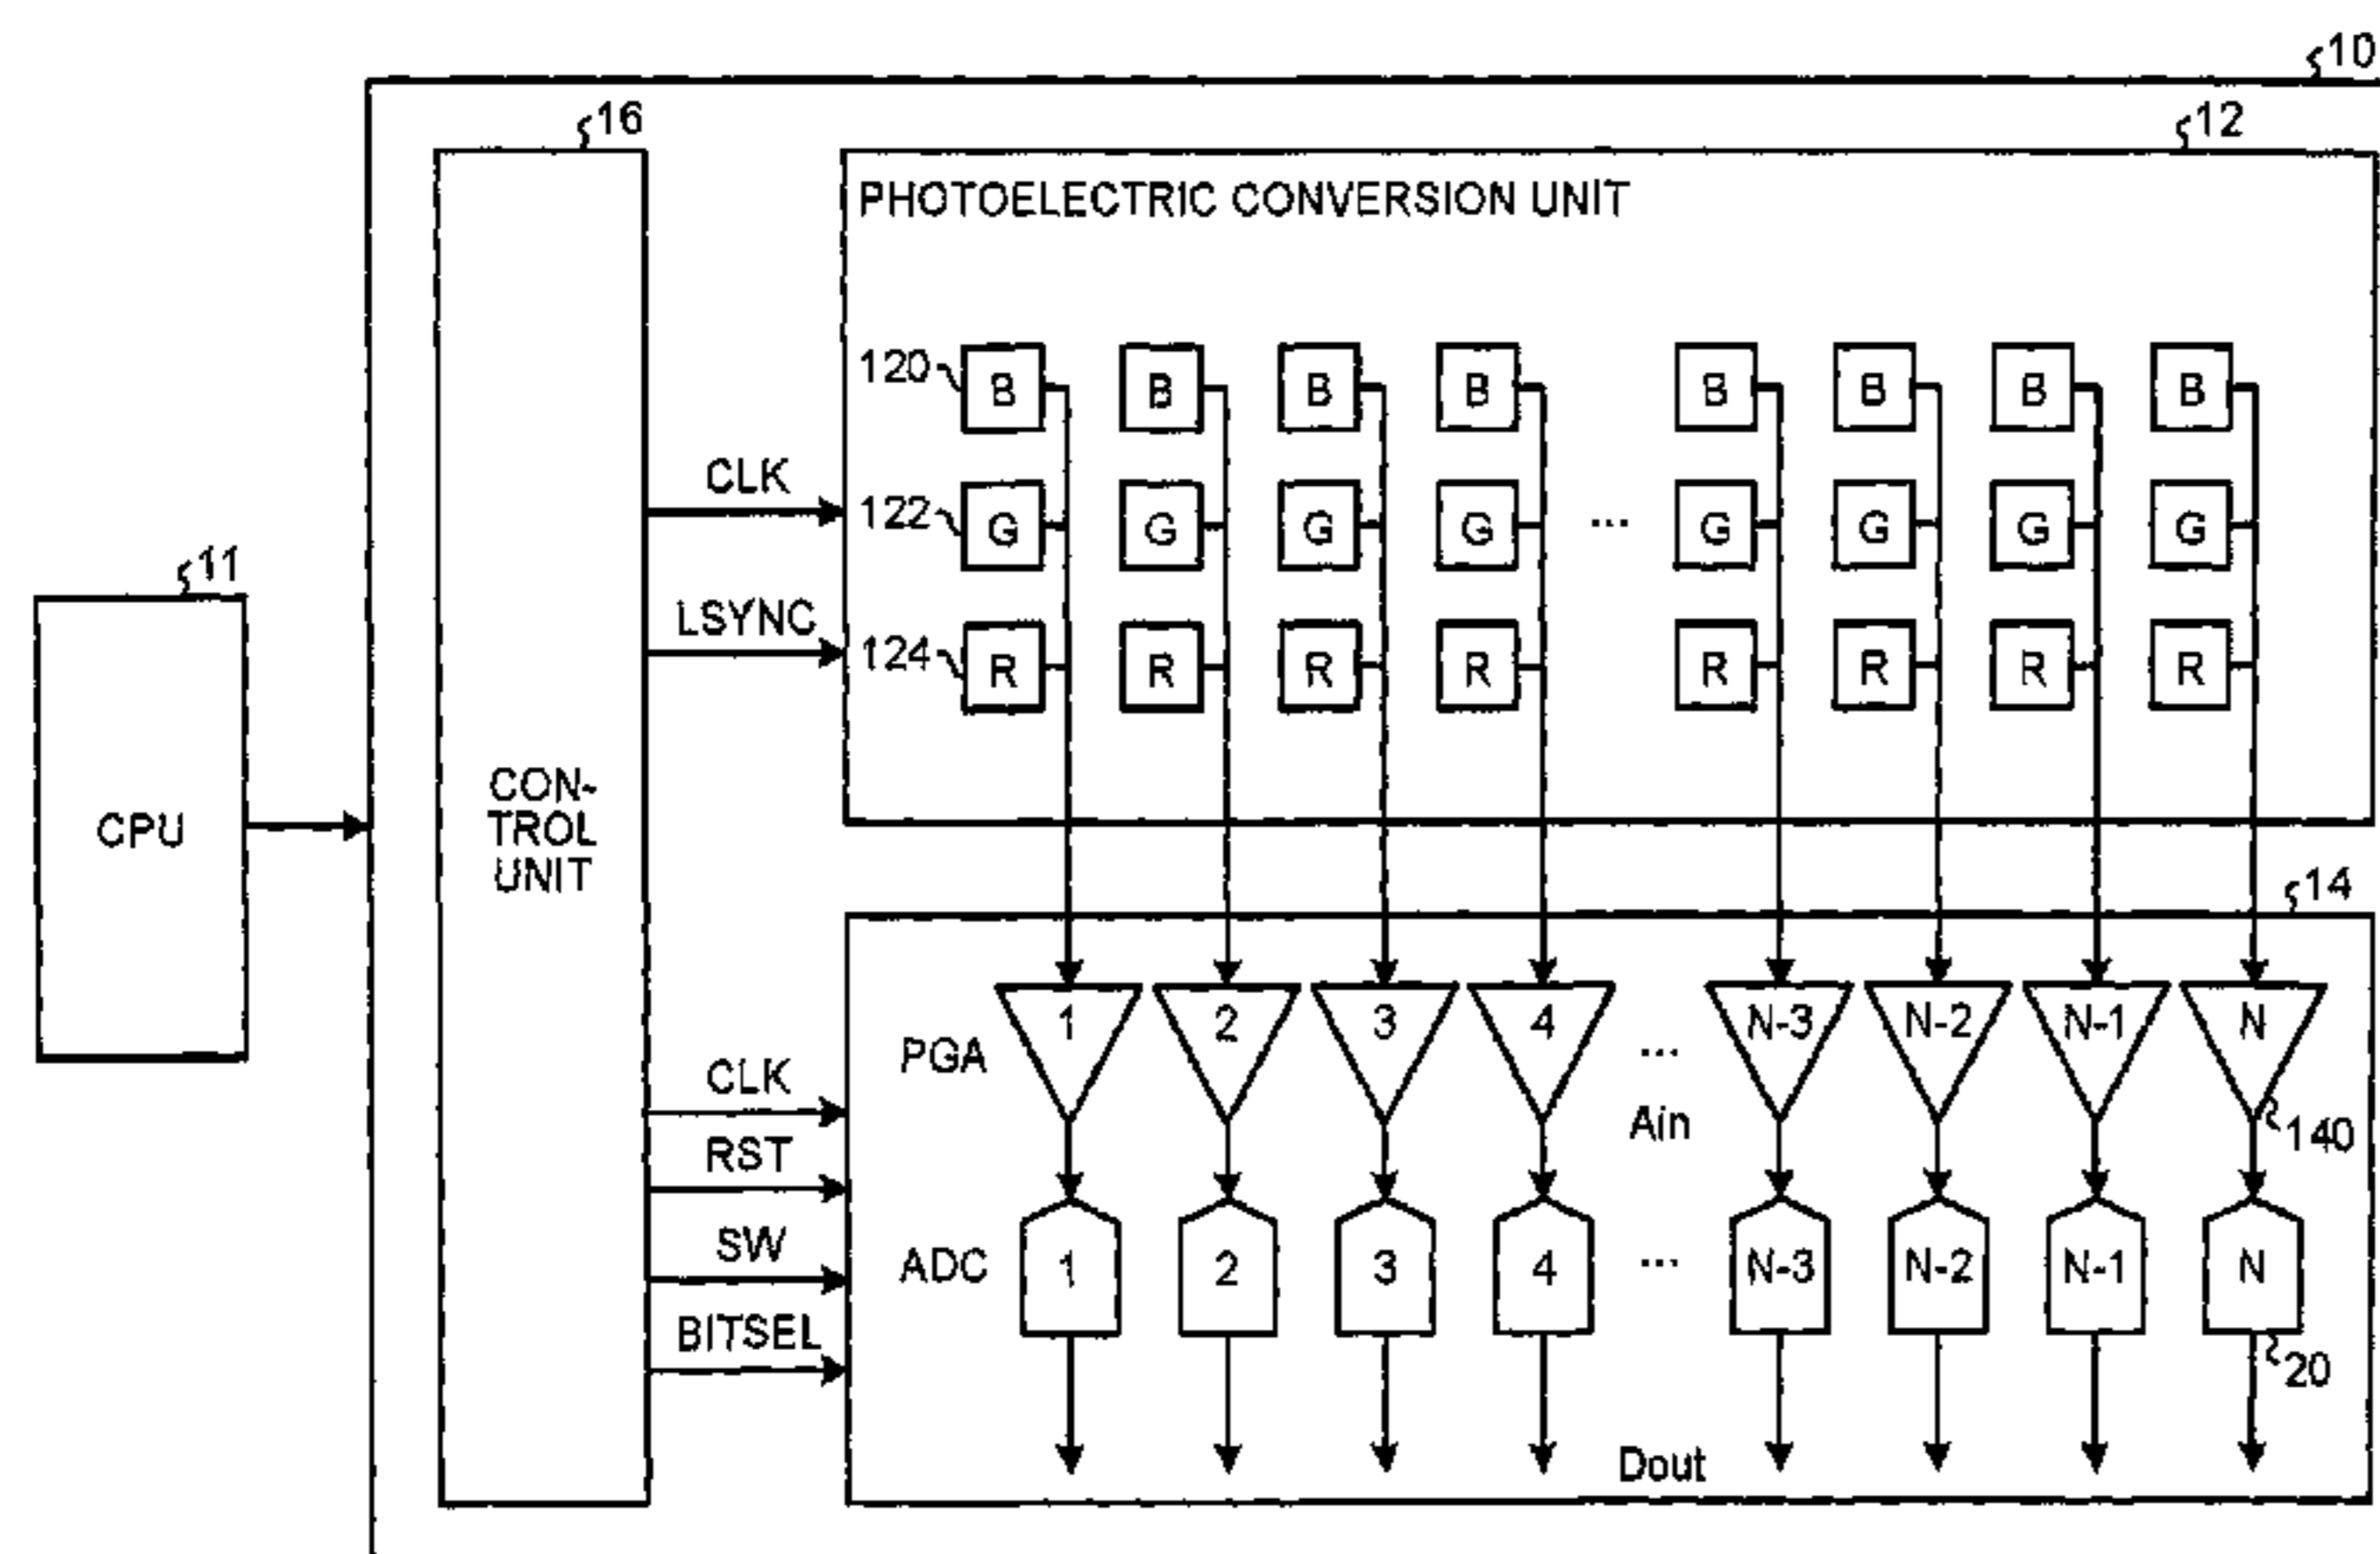 10
16
12
PHOTOELECTRIC CONVERSION UNIT
120 B B B B B B B B
CLK
122 G G G G ... G G G G
11
LSYNC
124 R R R R R R R R
CPU
CON-
TROL
UNIT
14
PGA 1 2 3 4 ... N-3 N-2 N-1 N
CLK
Ain
140
RST
SW
ADC 1 2 3 4 ... N-3 N-2 N-1 N
BITSEL
20
Dout